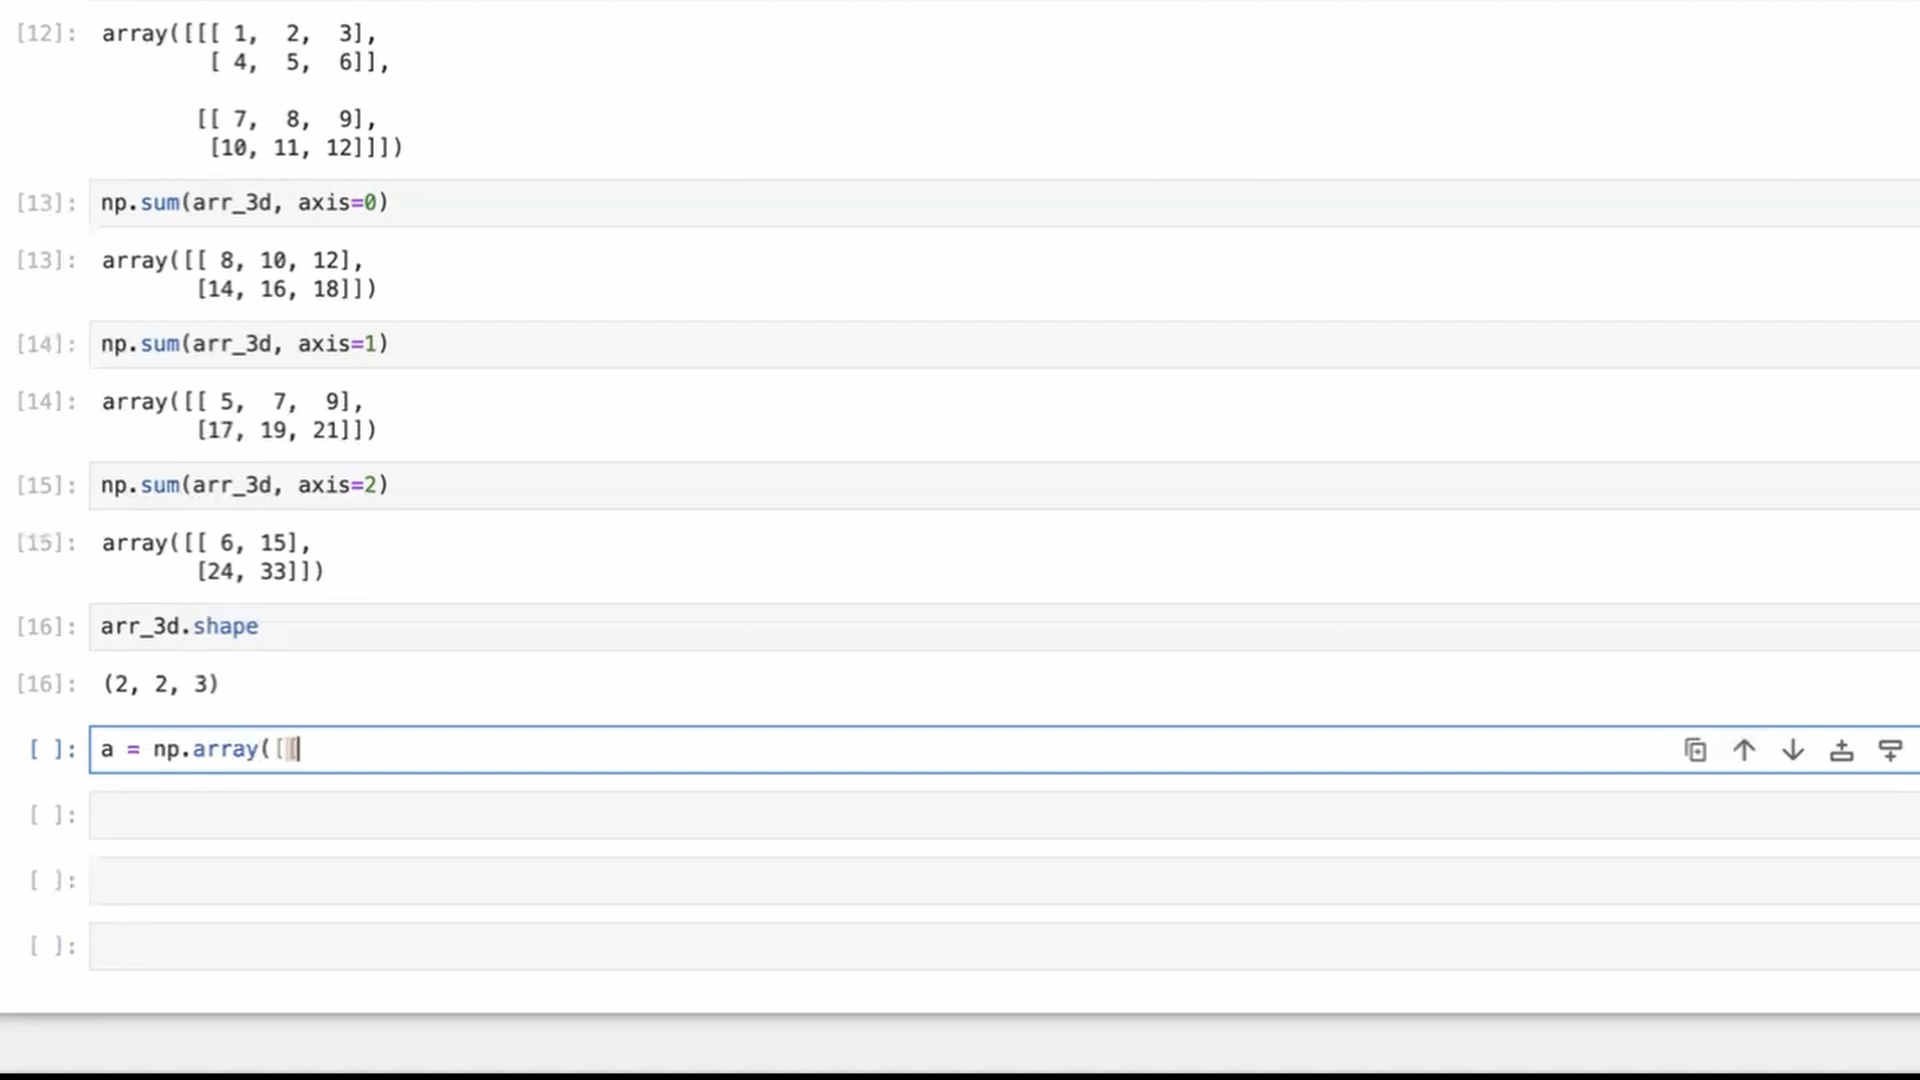 [12]: array([[[ 1,  2,  3],
[ 4,  5,  6]],
[[ 7,  8,  9],
[10, 11, 12]]])
[13]: np.sum(arr_3d, axis=0)
[13]: array([[ 8, 10, 12],
[14, 16, 18]])
[14]: np.sum(arr_3d, axis=1)
[14]: array([[ 5,  7,  9],
[17, 19, 21]])
[15]: np.sum(arr_3d, axis=2)
[15]: array([[ 6, 15],
[24, 33]])
[16]: arr_3d.shape
[16]: (2, 2, 3)
[ ]: a = np.array([[
[ ]:
[ ]:
[ ]: